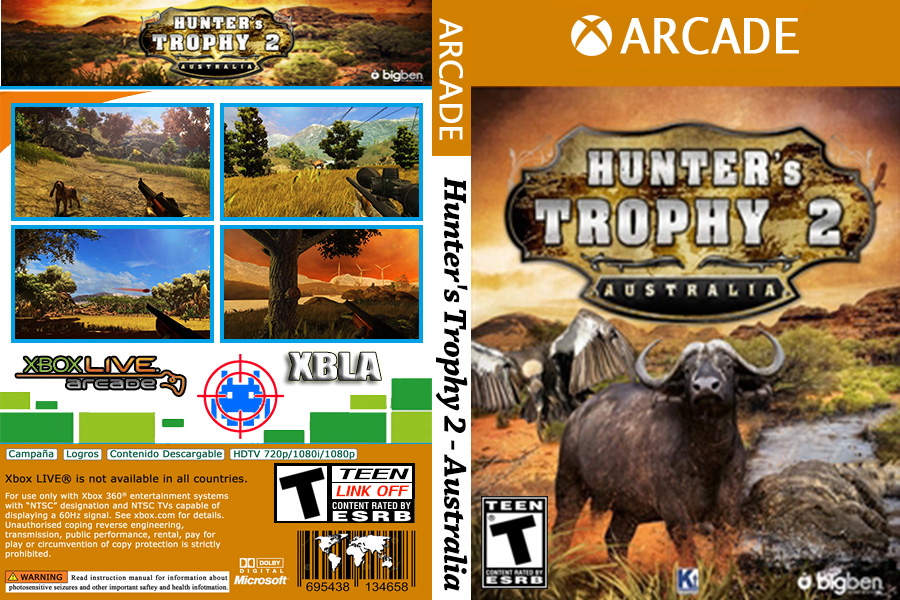 HUNTER's
TROPHY 2
AUSTRALIA
bigben
XBOX LIVE
arcade
XBLA
Campaña
Logros
Contenido Descargable
HDTV 720p/1080i/1080p
Xbox LIVE® is not available in all countries.
For use only with Xbox 360® entertainment systems
with “NTSC” designation and NTSC TVs capable of
displaying a 60Hz signal. See xbox.com for details.
Unauthorised coping reverse engineering,
transmission, public performance, rental, pay for
play or circumvention of copy protection is strictly
prohibited.
WARNING Read instruction manual for information about
photosensitive seizures and other important saftey and health infotmation.
TEEN
T
LINK OFF
CONTENT RATED BY
ESRB
DOLBY
DIGITAL
Microsoft
695438 134658
ARCADE
Hunter's Trophy 2 - Australia
ARCADE
HUNTER's
TROPHY 2
AUSTRALIA
TEEN
T
CONTENT RATED BY
ESRB
bigben